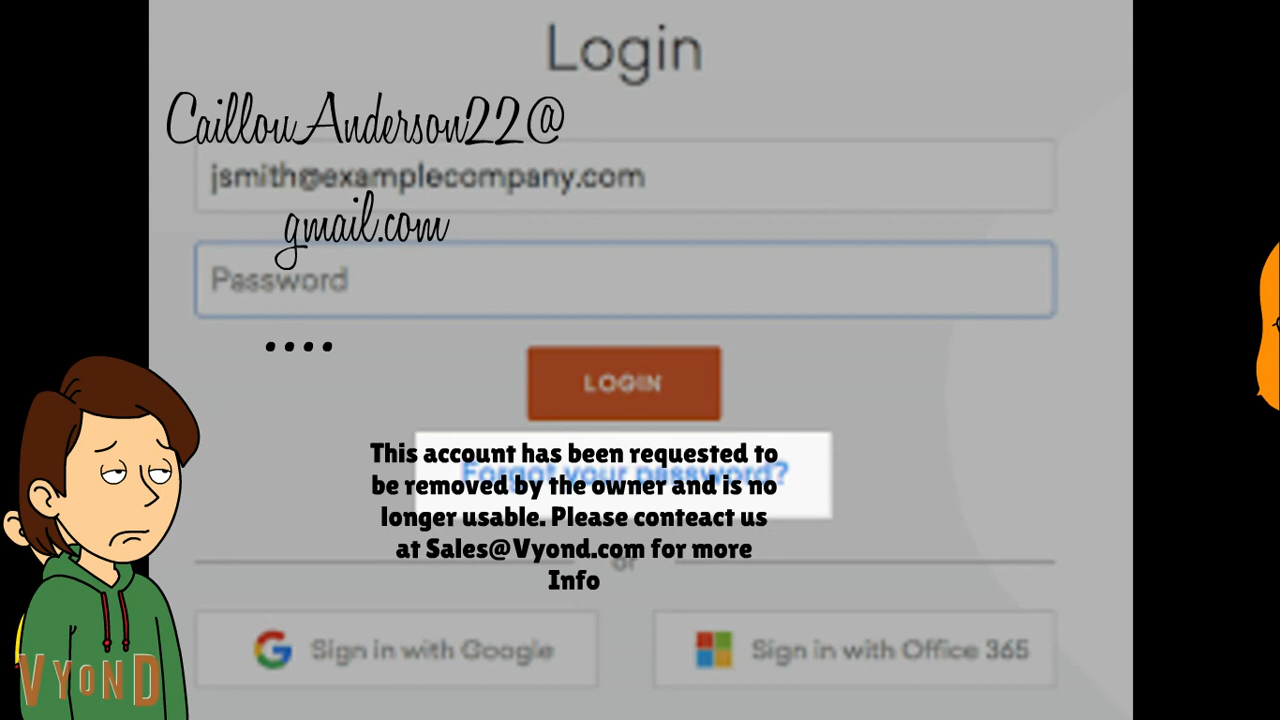 Login
CaillouAnderson22@
jsmith@examplecompany.com
gmail.com
Password
....
LOGIN
This account has been requested to
Forgot your password?
be removed by the owner and is no
longer usable. Please conteact us
at Sales@Vyond.com for more
or
Info
Sign in with Google
Sign in with Office 365
VYOND